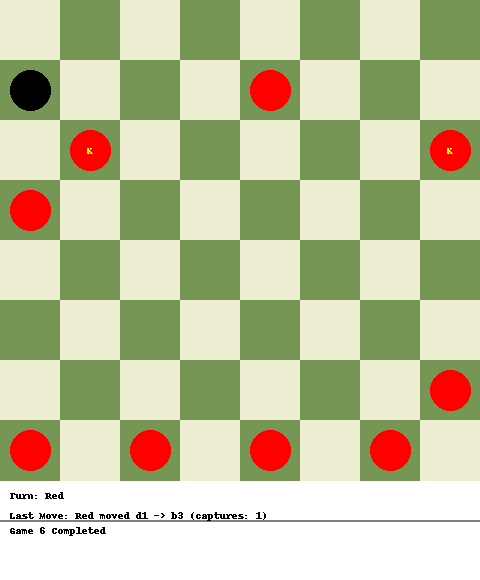 K
K
Turn: Red
Last Move: Red moved d1 -> b3 (captures: 1)
Game 6 Completed